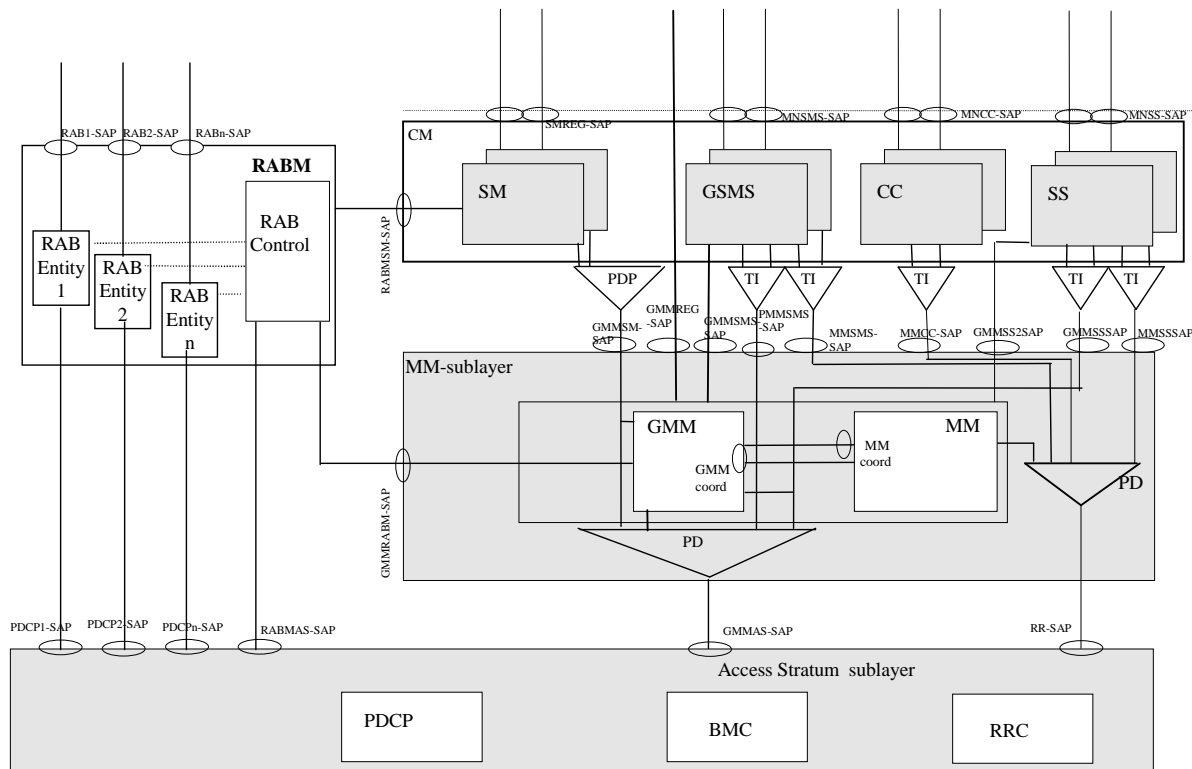 RAB1-SAP
RAB2-SAP
RABn-SAP
SMREG-SAP
MNSMS-SAP
MNCC-SAP
MNSS-SAP
CM
RABM
RAB
Control
RAB
Entity
1
RAB
Entity
2
RAB
Entity
n
RABMSM-SAP
SM
GSMS
CC
SS
PDP
TI
TI
TI
TI
TI
GMMSM-
SAP
GMMREG
-SAP
GMMSMS-
SAP
PMMSMS
-SAP
MMSMS-
SAP
MMCC-SAP
GMMSS2SAP
GMMSSSAP
MMSSSAP
MM-sublayer
GMM
GMM
coord
MM
MM
coord
PD
PD
GMMRABM-SAP
PDCP1-SAP
PDCP2-SAP
PDCPn-SAP
RABMAS-SAP
GMMAS-SAP
RR-SAP
Access Stratum sublayer
PDCP
BMC
RRC